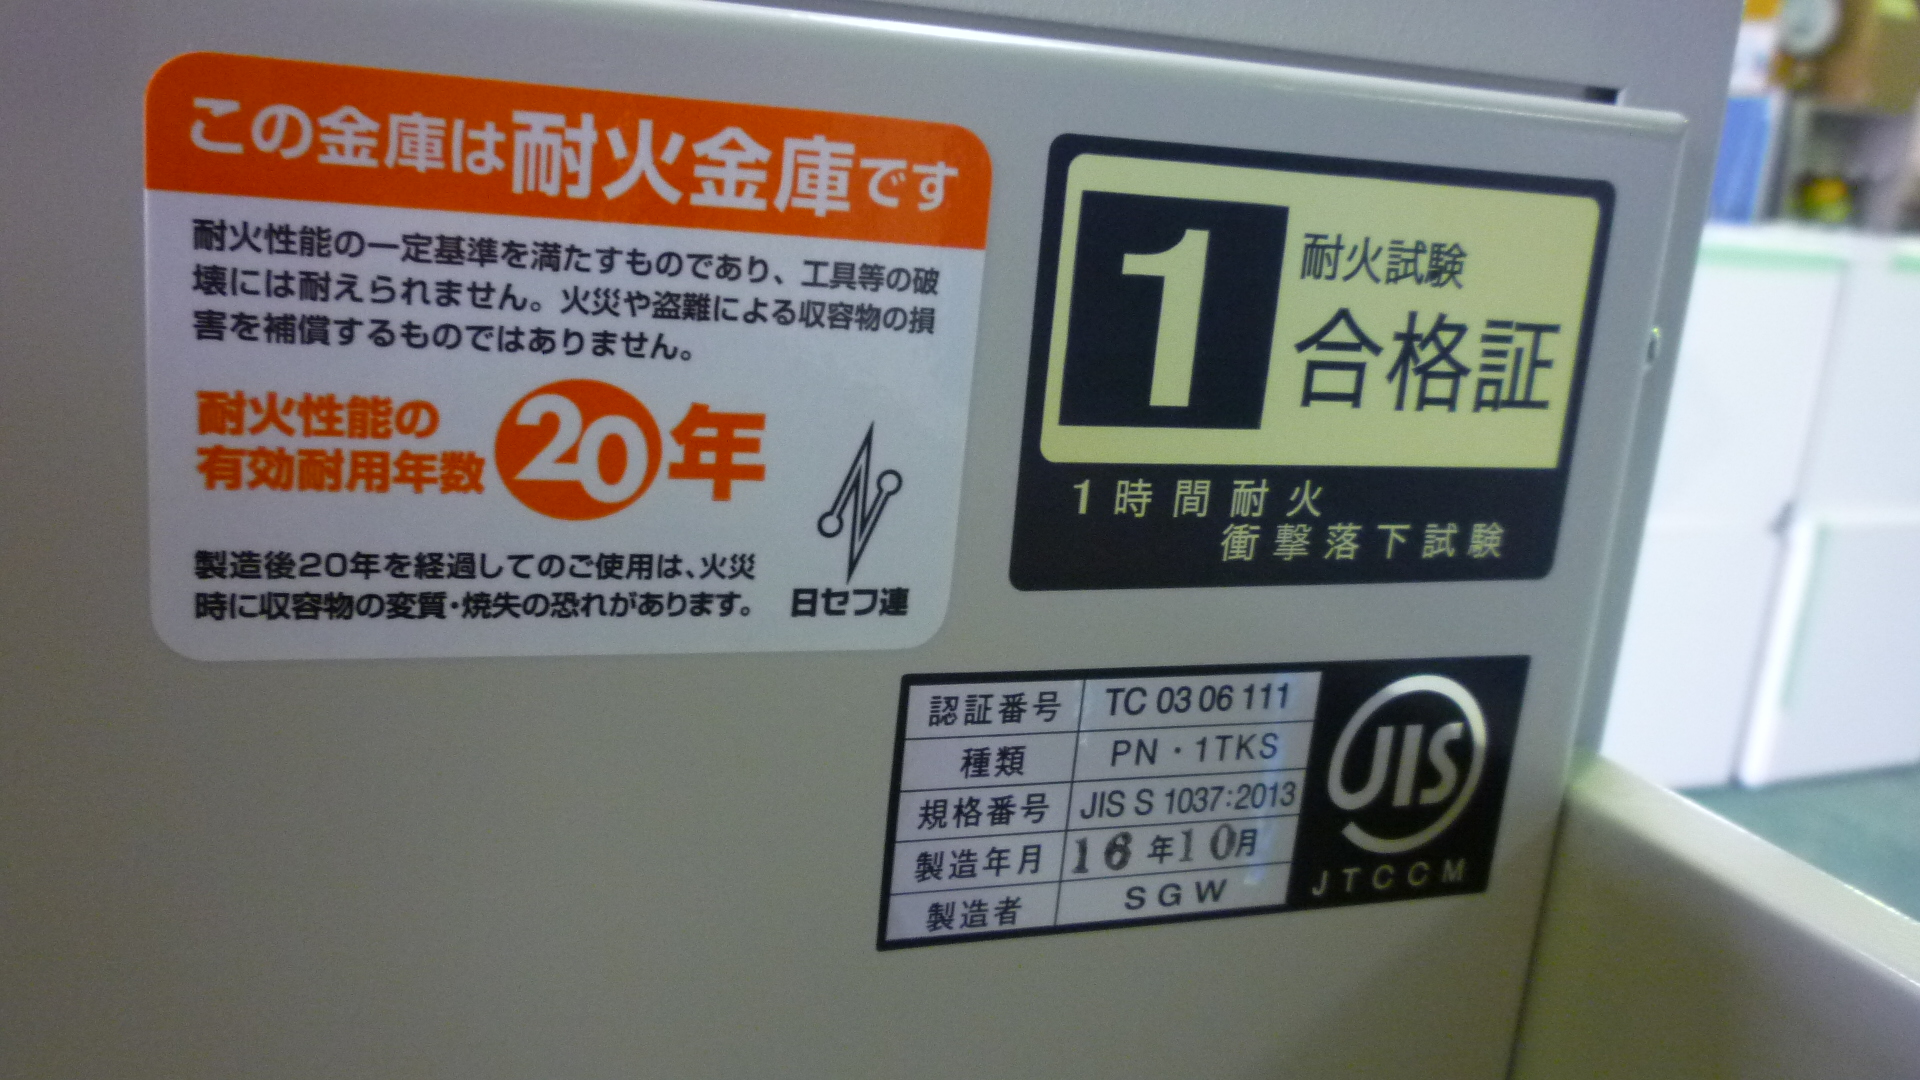 この金庫は耐火金庫です
耐火性能の一定基準を満たすものであり、工具等の破
壊には耐えられません。火災や盗難による収容物の損
害を補償するものではありません。
耐火性能の
有効耐用年数
20年
製造後20年を経過してのご使用は、火災
時に収容物の変質・焼失の恐れがあります。
日セフ連
1
耐火試験
合格証
1時間耐火
衝撃落下試験
認証番号 TC 03 06 111
種類 PN・1TKS
規格番号 JIS S 1037:2013
製造年月 16年10月
製造者 SGW
JIS
JTCCM